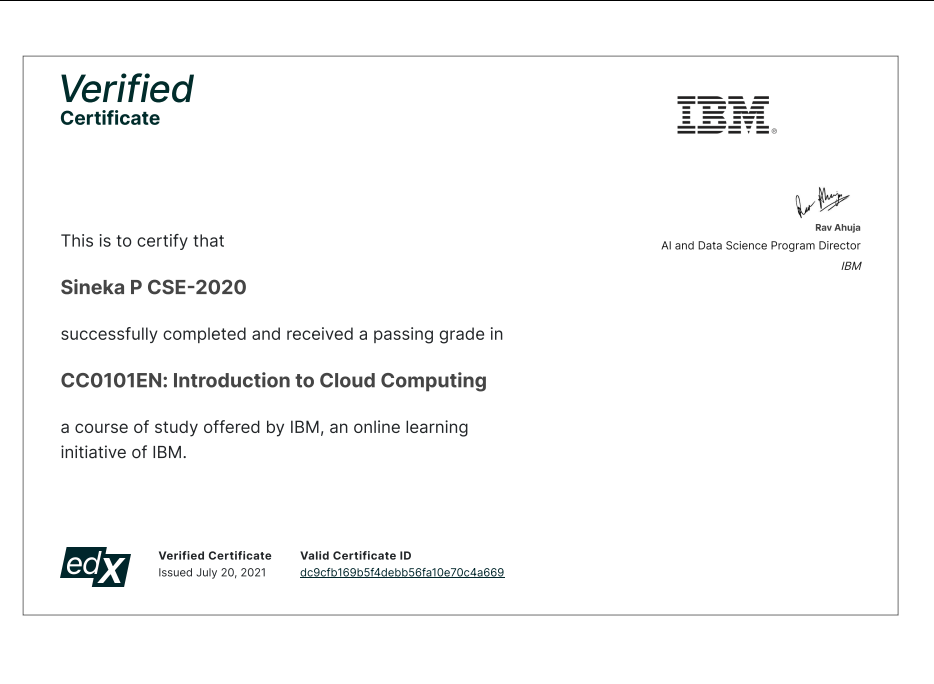 Verified
Certificate
IBM®
Rav Ahuja
AI and Data Science Program Director
IBM
This is to certify that
Sineka P CSE-2020
successfully completed and received a passing grade in
CC0101EN: Introduction to Cloud Computing
a course of study offered by IBM, an online learning
initiative of IBM.
edX
Verified Certificate
Issued July 20, 2021
Valid Certificate ID
dc9cfb169b5f4debb56fa10e70c4a669